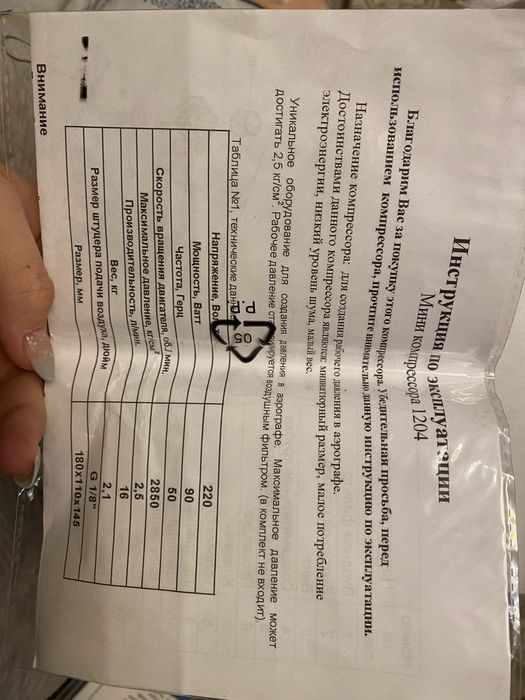 Инструкция по эксплуатации
Мини компрессора 1204
Благодарим Вас за покупку этого компрессора. Убедительная просьба, перед
использованием компрессора, прочтите внимательно данную инструкцию по эксплуатации.
Назначение компрессора: для создания рабочего давления в аэрографе.
Достоинствами данного компрессора являются: миниатюрный размер, малое потребление
электроэнергии, низкий уровень шума, малый вес.
Уникальное оборудование для создания давления в аэрографе. Максимальное давление может
достигать 2,5 кг/см². Рабочее давление воздушным фильтром. (в комплект не входит).
Таблица №1, технические
Напряжение, 220
Мощность, Ватт 90
Частота, Герц 50
Скорость вращения двигателя, об./ мин, 2850
Максимальное давление, кг/см² 2,5
Производительность, л/мин. 16
Вес, кг 2,1
Размер штуцера подачи воздуха, дюйм G 1/8"
Размер, мм 180х110х145
Внимание
05